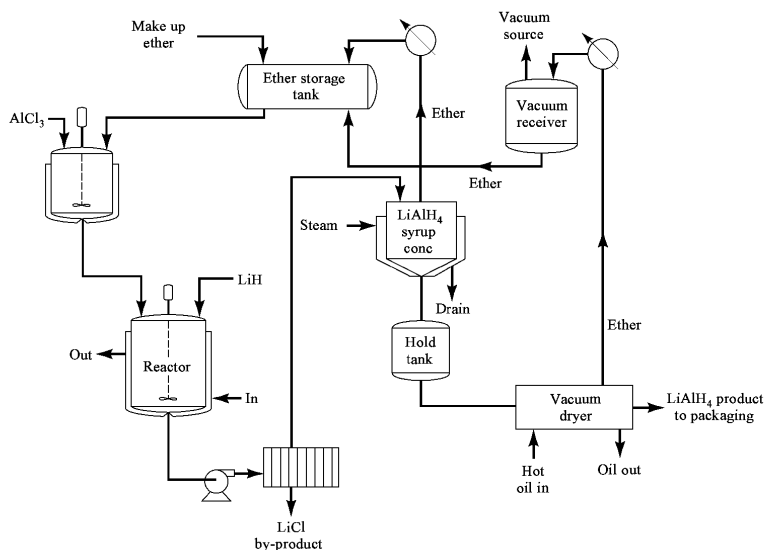 Make up
ether
Vacuum
source
Ether storage
tank
Vacuum
receiver
AlCl3
Ether
Ether
LiAlH4
syrup
conc
Steam
LiH
Drain
Hold
tank
Ether
Out
Reactor
In
Vacuum
dryer
LiAlH4 product
to packaging
Hot
oil in
Oil out
LiCl
by-product